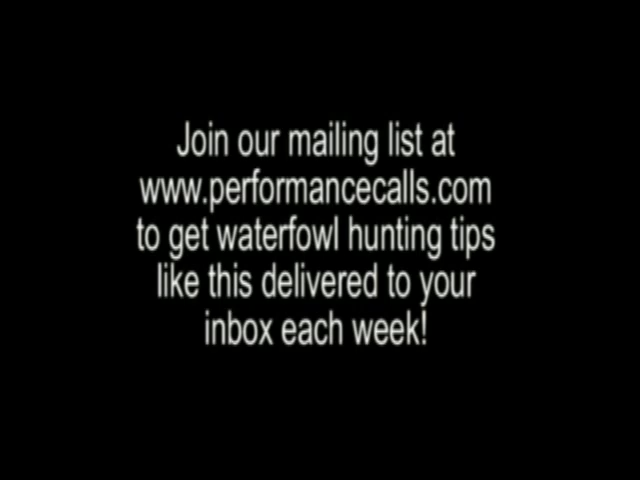 Join our mailing list at
www.performancecalls.com
to get waterfowl hunting tips
like this delivered to your
inbox each week!